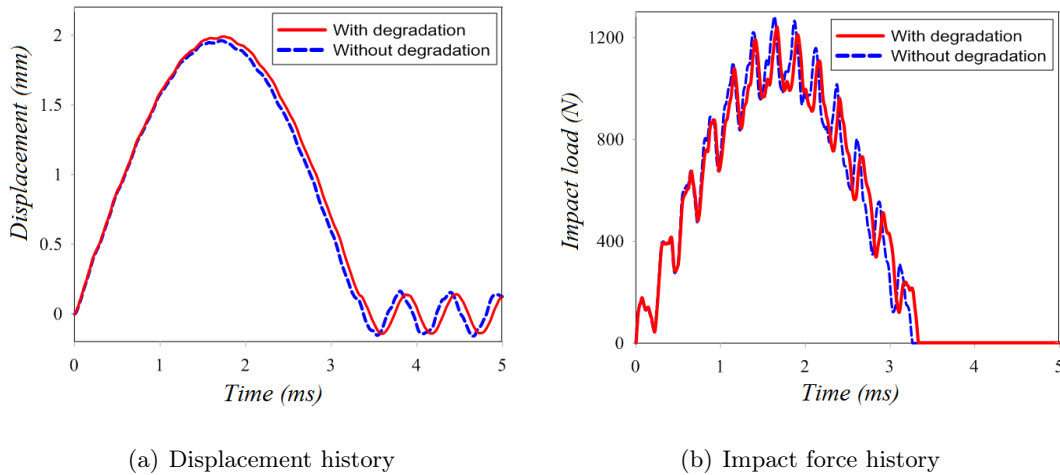 With degradation
Without degradation
2
1.5
1
0.5
0
Displacement (mm)
0 1 2 3 4 5
Time (ms)
With degradation
Without degradation
1200
800
400
0
Impact load (N)
0 1 2 3 4 5
Time (ms)
(a) Displacement history
(b) Impact force history